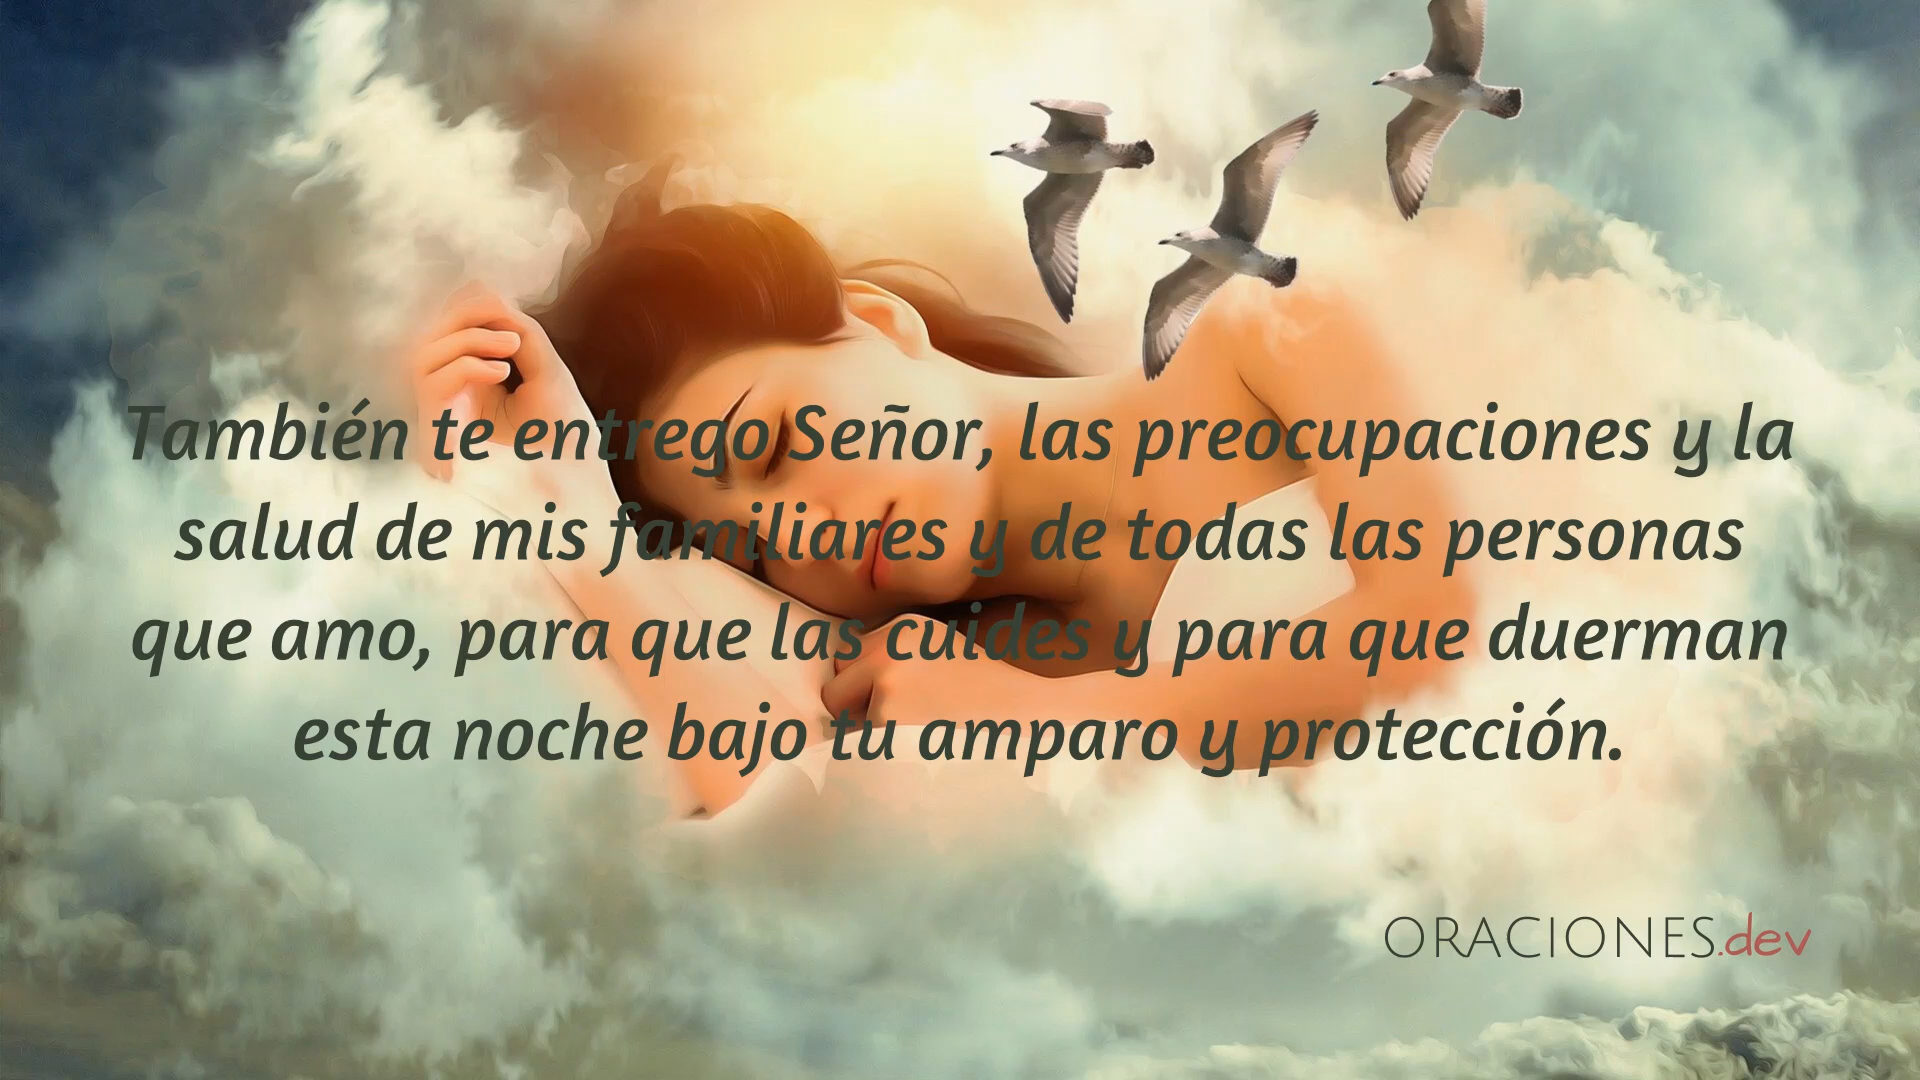 También te entrego Señor, las preocupaciones y la
salud de mis familiares y de todas las personas
que amo, para que las cuides y para que duerman
esta noche bajo tu amparo y protección.
ORACIONES.dev